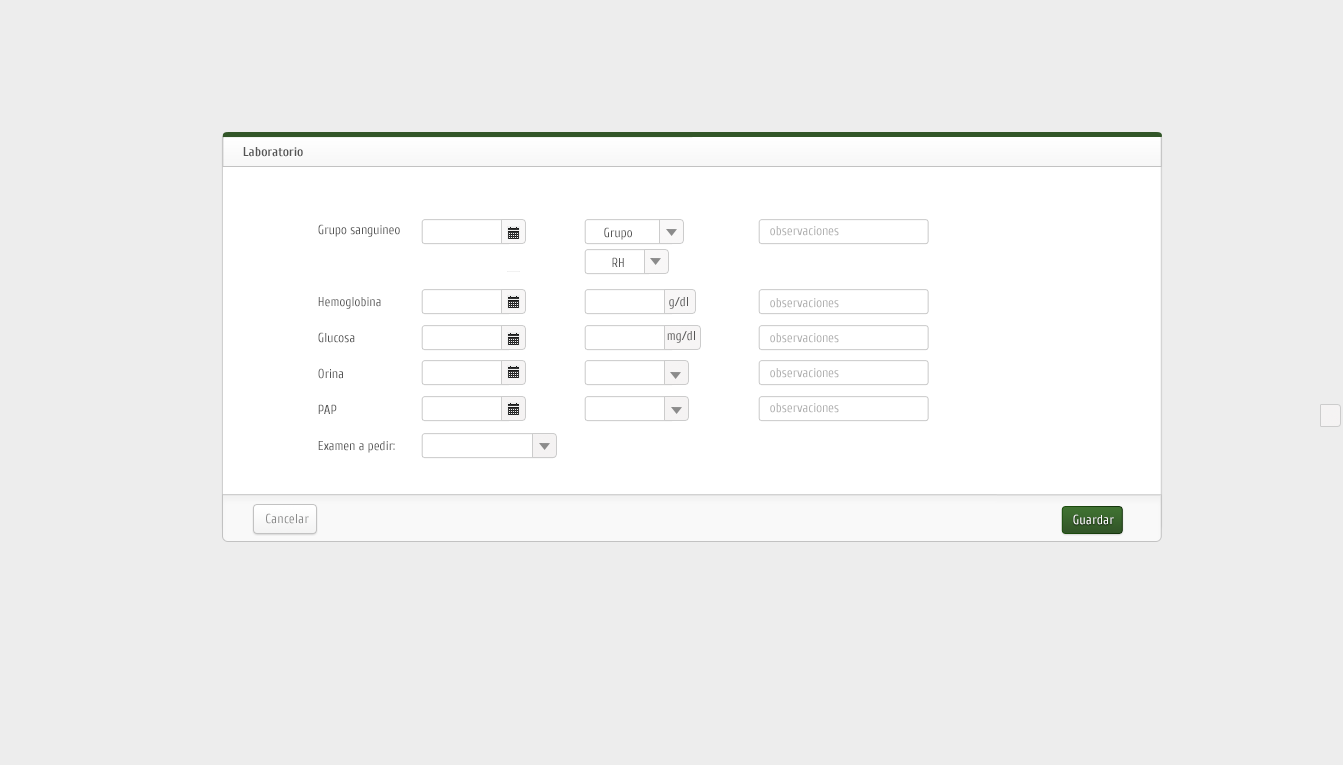 Laboratorio
Grupo sanguineo Grupo observaciones
RH
Hemoglobina g/dl observaciones
Glucosa mg/dl observaciones
Orina observaciones
PAP observaciones
Examen a pedir:
Cancelar Guardar